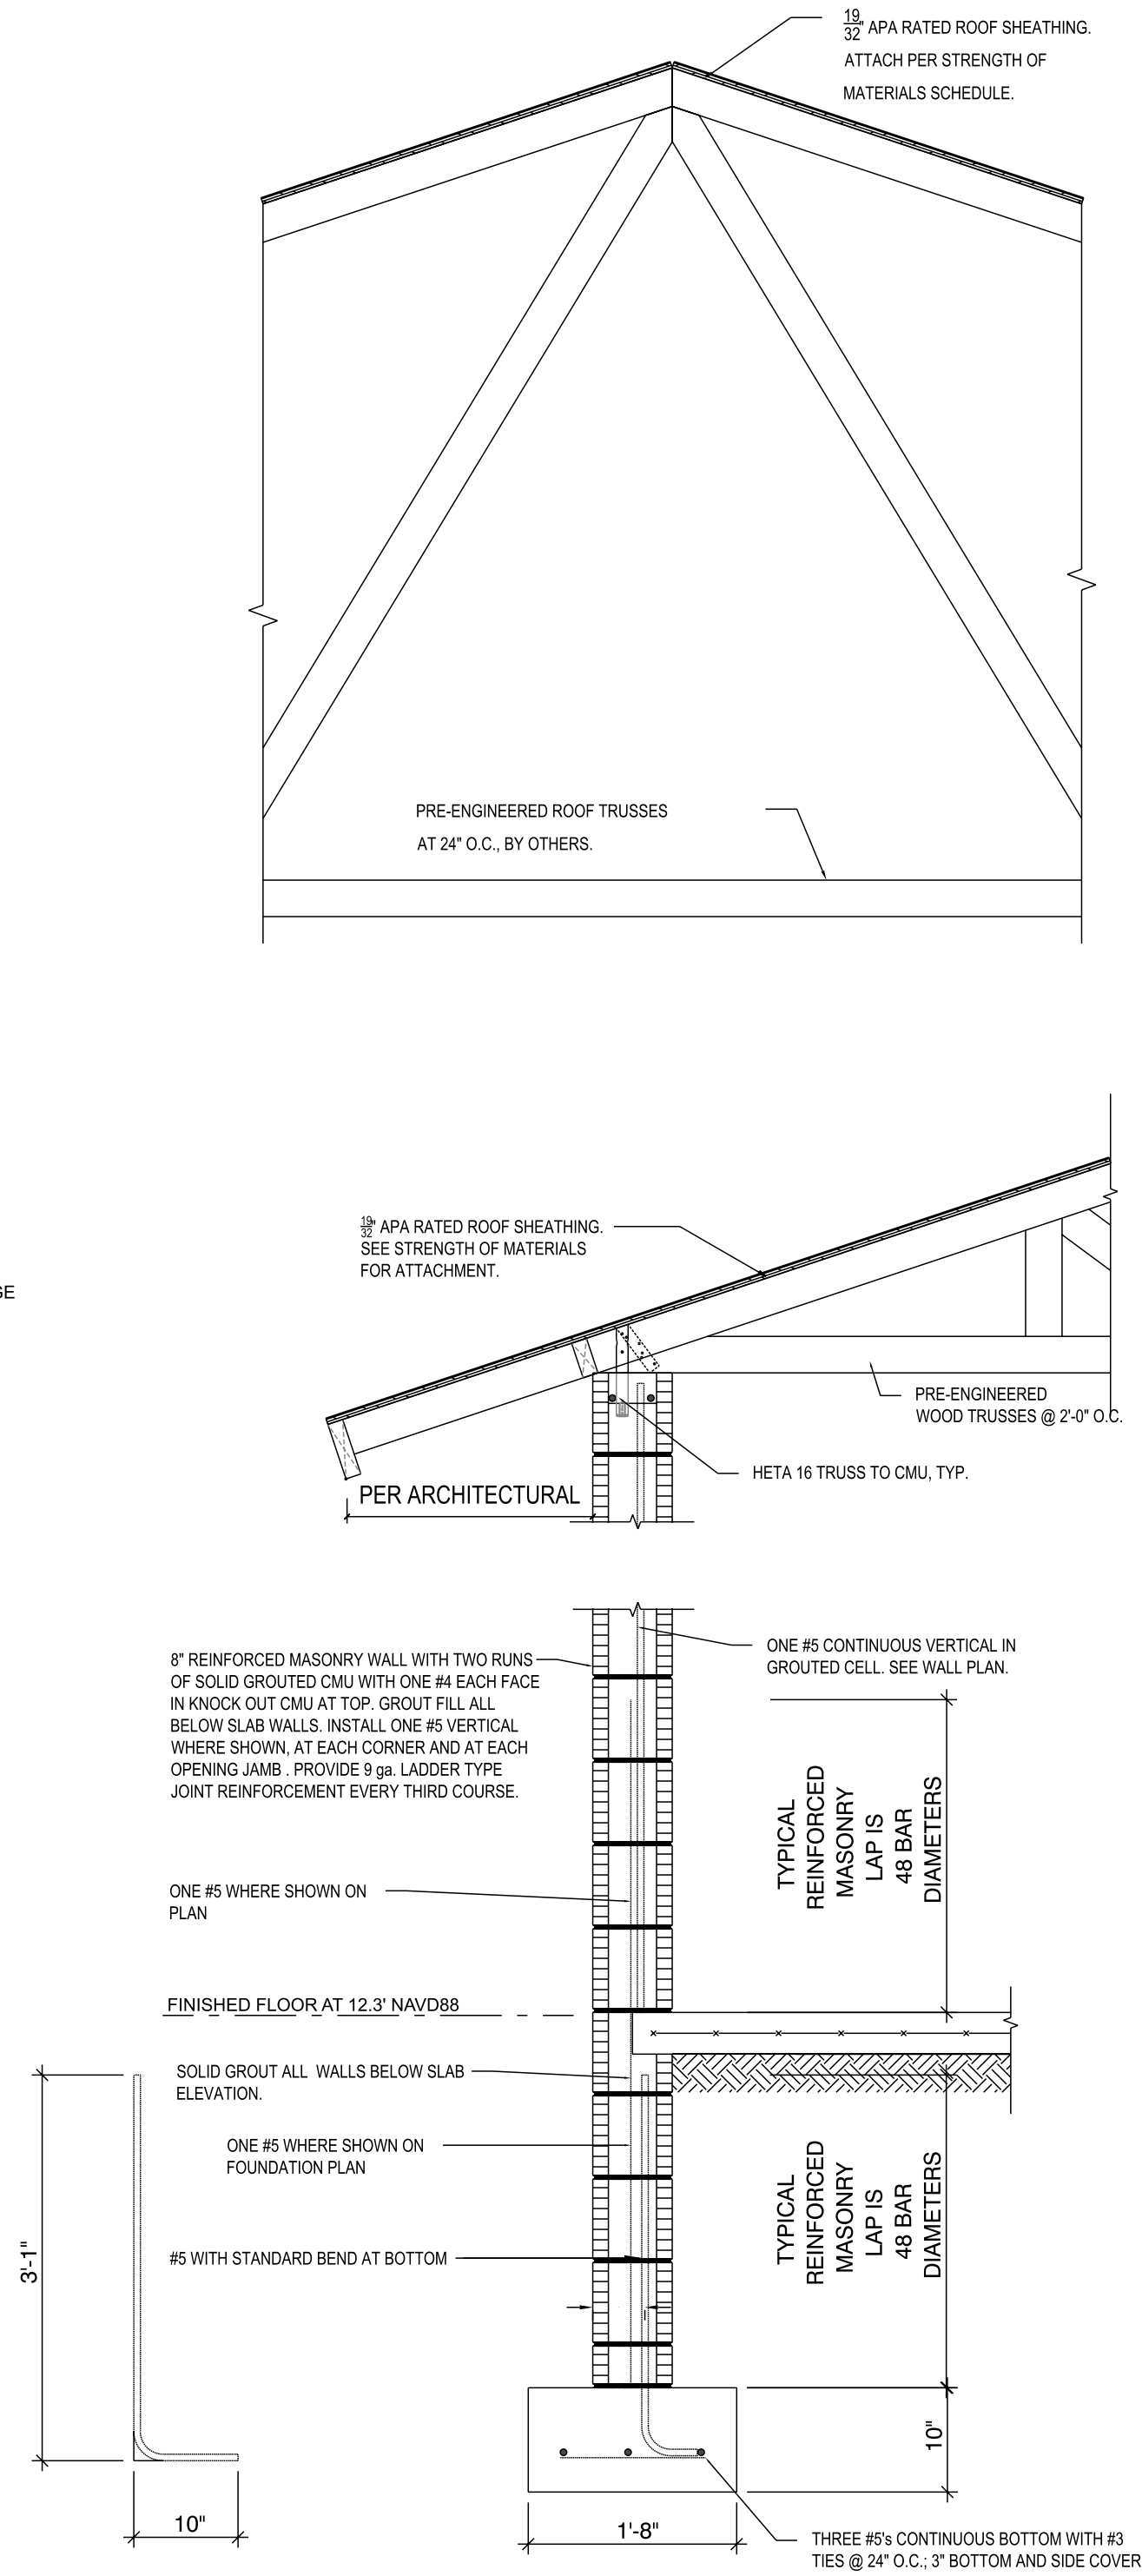 19/32" APA RATED ROOF SHEATHING.
ATTACH PER STRENGTH OF
MATERIALS SCHEDULE.
PRE-ENGINEERED ROOF TRUSSES
AT 24" O.C., BY OTHERS.
19/32" APA RATED ROOF SHEATHING.
SEE STRENGTH OF MATERIALS
FOR ATTACHMENT.
GE
PRE-ENGINEERED
WOOD TRUSSES @ 2'-0" O.C.
HETA 16 TRUSS TO CMU, TYP.
PER ARCHITECTURAL
ONE #5 CONTINUOUS VERTICAL IN
GROUTED CELL. SEE WALL PLAN.
8" REINFORCED MASONRY WALL WITH TWO RUNS
OF SOLID GROUTED CMU WITH ONE #4 EACH FACE
IN KNOCK OUT CMU AT TOP. GROUT FILL ALL
BELOW SLAB WALLS. INSTALL ONE #5 VERTICAL
WHERE SHOWN, AT EACH CORNER AND AT EACH
OPENING JAMB . PROVIDE 9 ga. LADDER TYPE
JOINT REINFORCEMENT EVERY THIRD COURSE.
TYPICAL
REINFORCED
MASONRY
LAP IS
48 BAR
DIAMETERS
ONE #5 WHERE SHOWN ON
PLAN
FINISHED FLOOR AT 12.3' NAVD88
SOLID GROUT ALL WALLS BELOW SLAB
ELEVATION.
ONE #5 WHERE SHOWN ON
FOUNDATION PLAN
TYPICAL
REINFORCED
MASONRY
LAP IS
48 BAR
DIAMETERS
#5 WITH STANDARD BEND AT BOTTOM
3'-1"
10"
10"
1'-8"
THREE #5's CONTINUOUS BOTTOM WITH #3
TIES @ 24" O.C.; 3" BOTTOM AND SIDE COVER